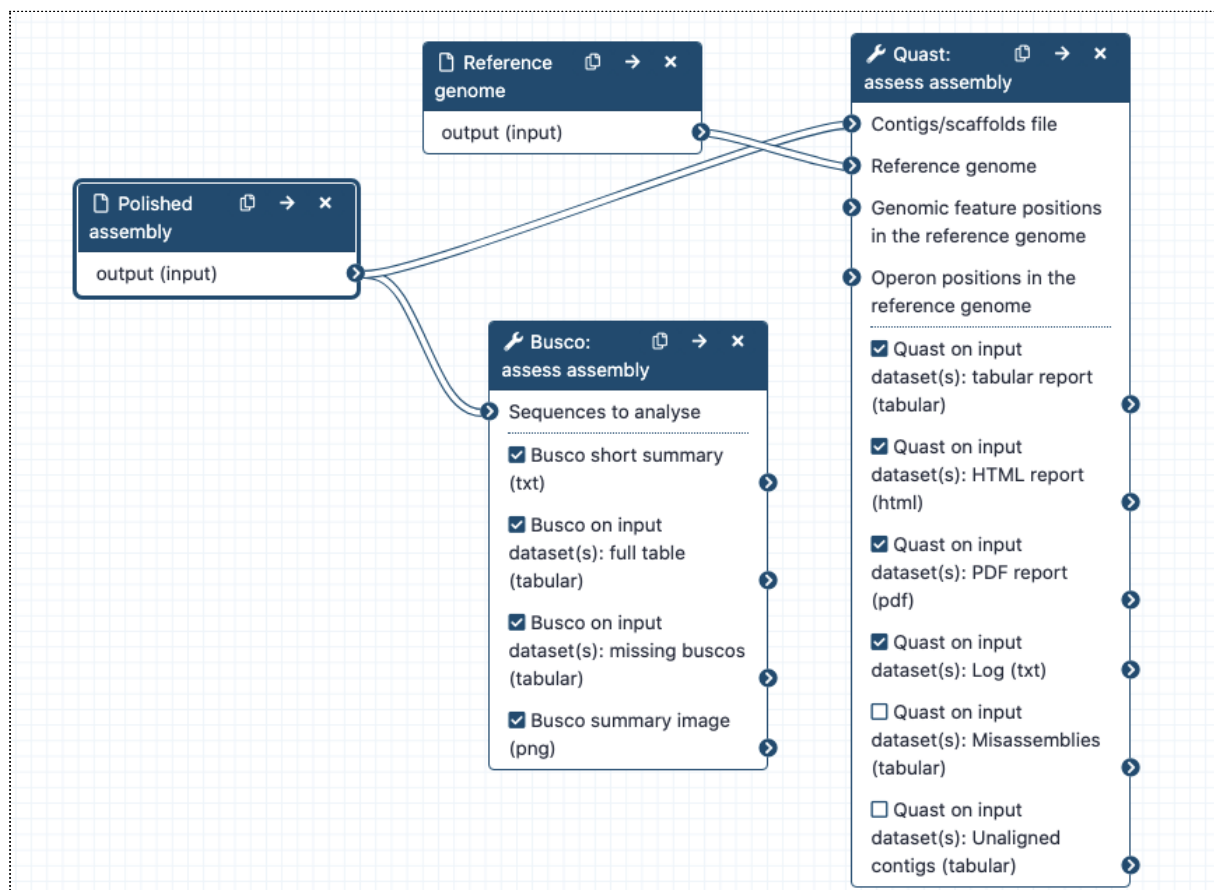 Reference
genome
output (input)
Polished
assembly
output (input)
Busco:
assess assembly
Sequences to analyse
Busco short summary
(txt)
Busco on input
dataset(s): full table
(tabular)
Busco on input
dataset(s): missing buscos
(tabular)
Busco summary image
(png)
Quast:
assess assembly
Contigs/scaffolds file
Reference genome
Genomic feature positions
in the reference genome
Operon positions in the
reference genome
Quast on input
dataset(s): tabular report
(tabular)
Quast on input
dataset(s): HTML report
(html)
Quast on input
dataset(s): PDF report
(pdf)
Quast on input
dataset(s): Log (txt)
Quast on input
dataset(s): Misassemblies
(tabular)
Quast on input
dataset(s): Unaligned
contigs (tabular)